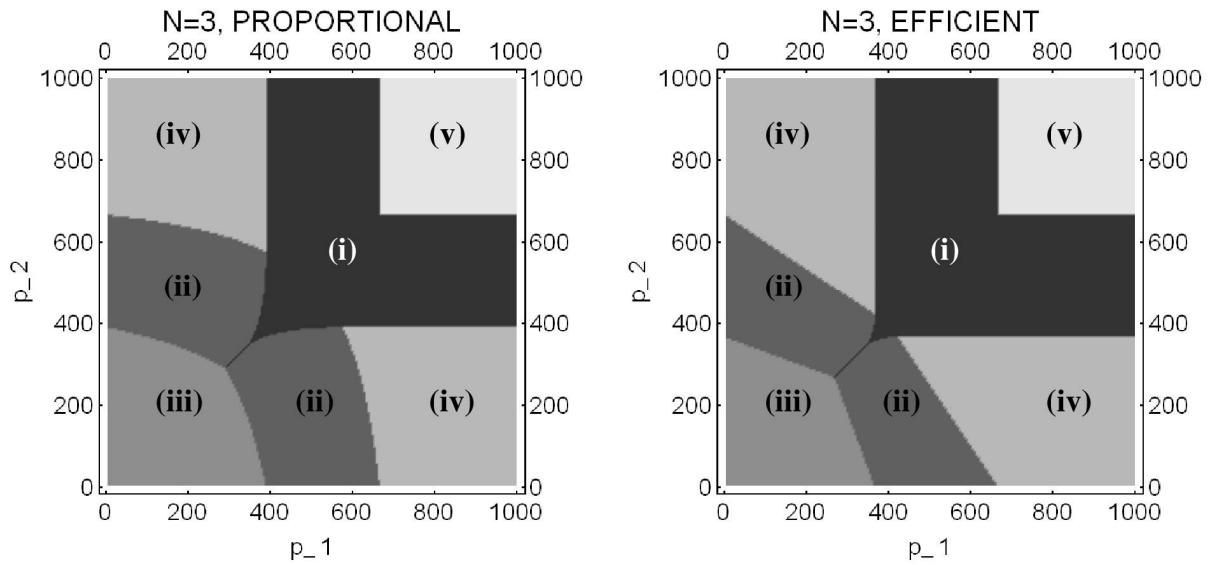 N=3, PROPORTIONAL
0 200 400 600 800 1000
1000 1000
(iv) (v)
800 800
600 600
(i)
p_2
(ii)
400 400
(iii) (ii) (iv)
200 200
0 0
0 200 400 600 800 1000
p_1
N=3, EFFICIENT
0 200 400 600 800 1000
1000 1000
(iv) (v)
800 800
600 600
(i)
p_2
(ii)
400 400
(iii) (ii) (iv)
200 200
0 0
0 200 400 600 800 1000
p_1